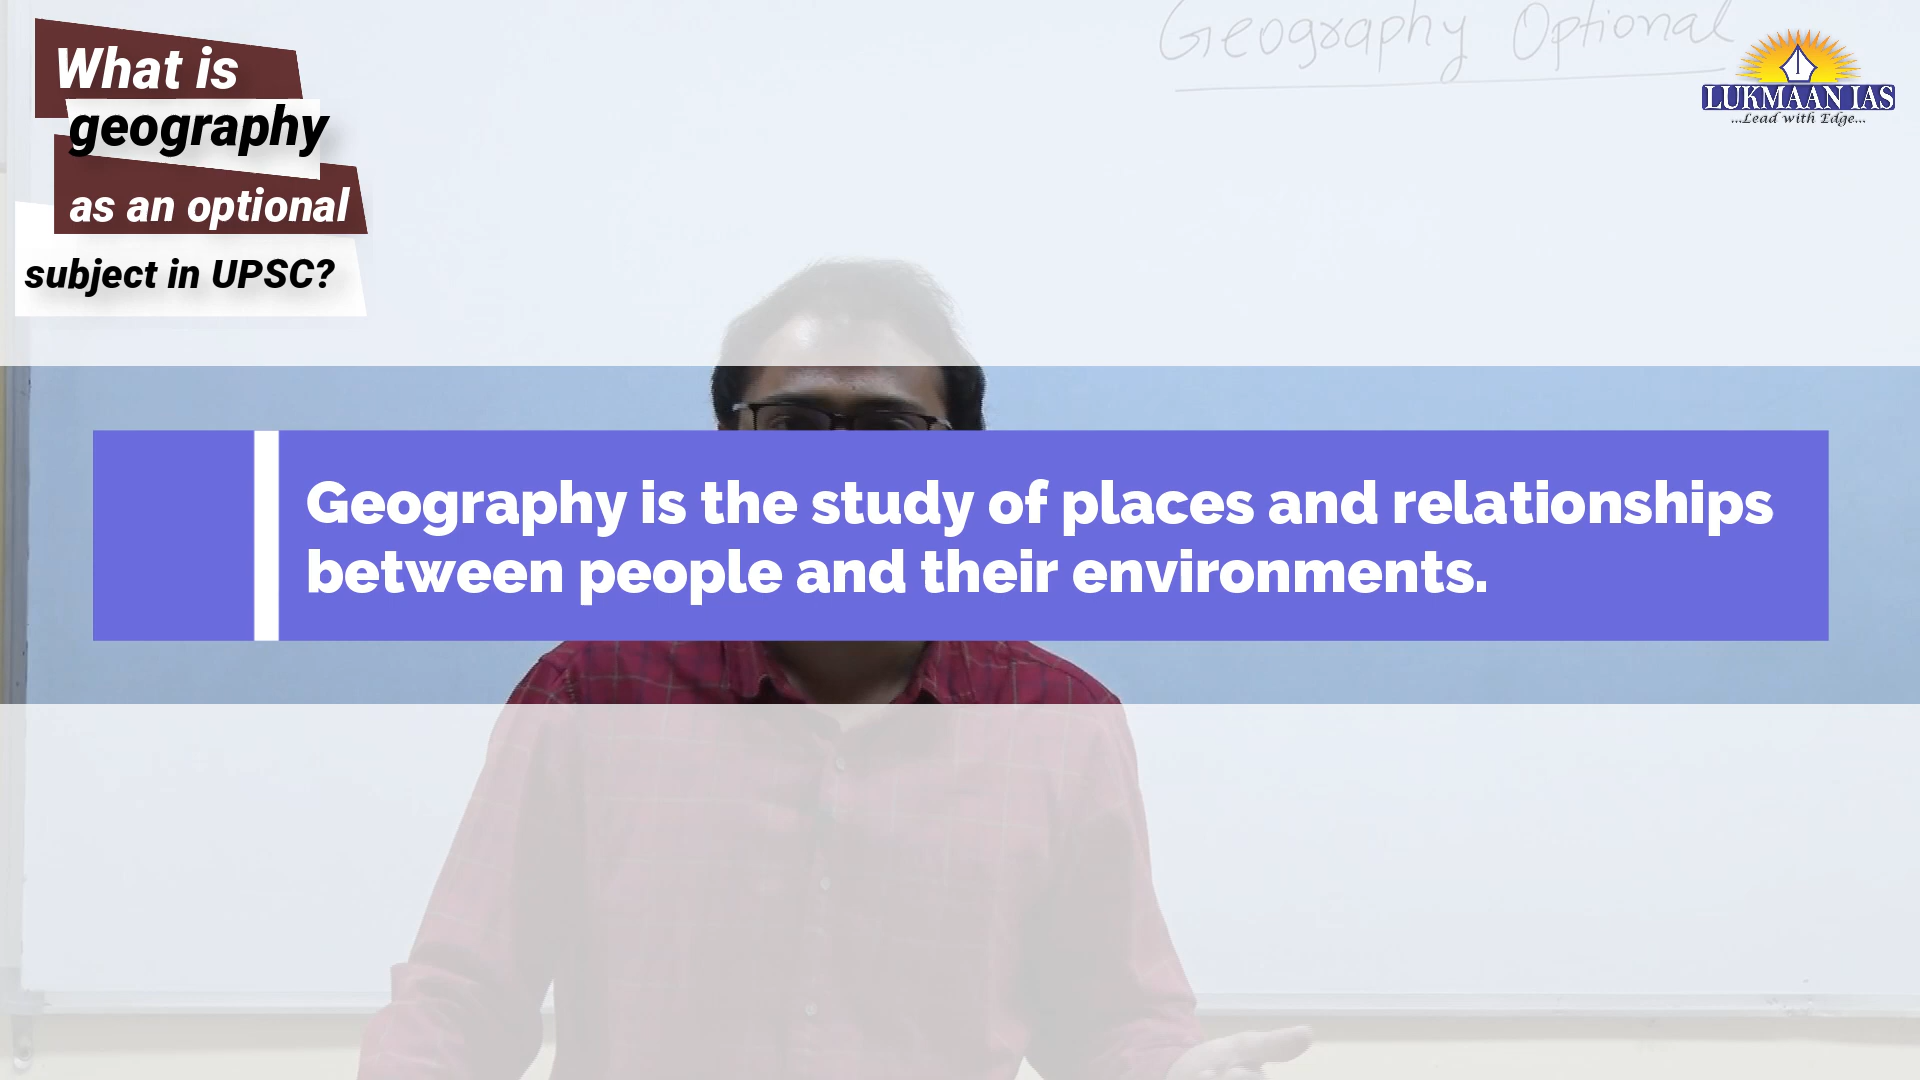 What is
geography
as an optional
subject in UPSC?
Geography Optional
LUKMAAN IAS
...Lead with Edge...
Geography is the study of places and relationships
between people and their environments.